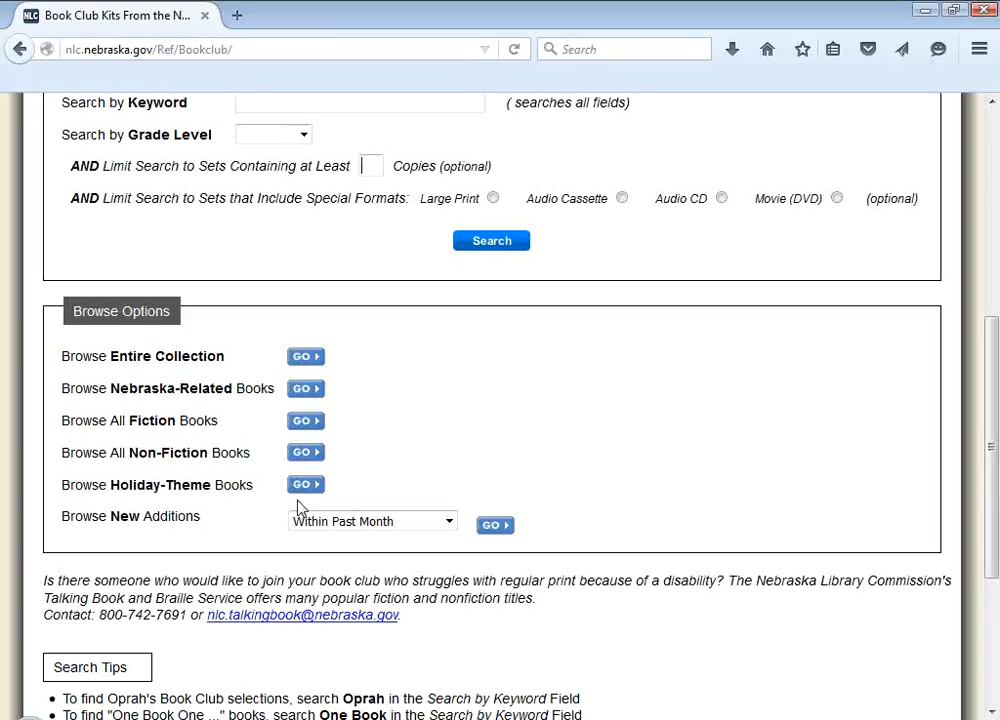 NLC Book Club Kits From the N... × +
nlc.nebraska.gov/Ref/Bookclub/ Search
Search by Keyword ( searches all fields)
Search by Grade Level
AND Limit Search to Sets Containing at Least Copies (optional)
AND Limit Search to Sets that Include Special Formats: Large Print Audio Cassette Audio CD Movie (DVD) (optional)
Search
Browse Options
Browse Entire Collection GO
Browse Nebraska-Related Books GO
Browse All Fiction Books GO
Browse All Non-Fiction Books GO
Browse Holiday-Theme Books GO
Browse New Additions Within Past Month GO
Is there someone who would like to join your book club who struggles with regular print because of a disability? The Nebraska Library Commission's
Talking Book and Braille Service offers many popular fiction and nonfiction titles.
Contact: 800-742-7691 or nlc.talkingbook@nebraska.gov.
Search Tips
• To find Oprah's Book Club selections, search Oprah in the Search by Keyword Field
• To find "One Book One ..." books, search One Book in the Search by Keyword Field